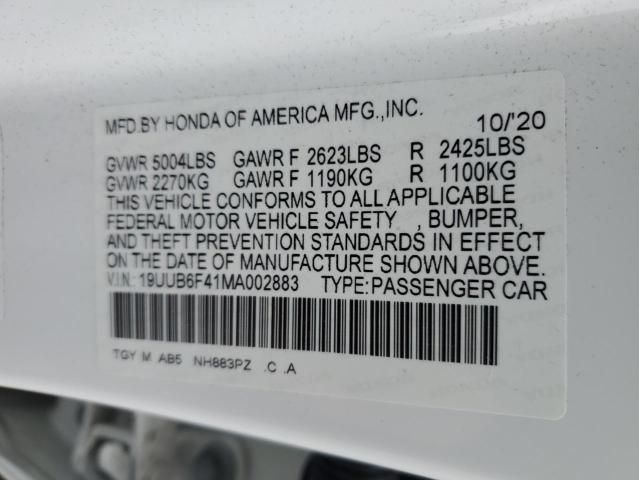 MFD.BY HONDA OF AMERICA MFG.,INC. 10/'20
GVWR 5004LBS GAWR F 2623LBS R 2425LBS
GVWR 2270KG GAWR F 1190KG R 1100KG
THIS VEHICLE CONFORMS TO ALL APPLICABLE
FEDERAL MOTOR VEHICLE SAFETY , BUMPER,
AND THEFT PREVENTION STANDARDS IN EFFECT
ON THE DATE OF MANUFACTURE SHOWN ABOVE.
V.I.N.: 19UUB6F41MA002883 TYPE:PASSENGER CAR
TGY M AB5 NH883PZ .C .A